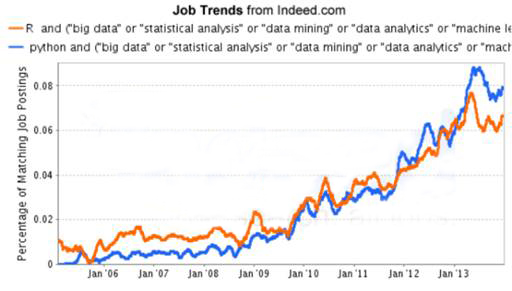 Job Trends from Indeed.com
R and ("big data" or "statistical analysis" or "data mining" or "data analytics" or "machine le
python and ("big data" or "statistical analysis" or "data mining" or "data analytics" or "mach
Percentage of Matching Job Postings
0.08
0.06
0.04
0.02
0
Jan'06 Jan'07 Jan'08 Jan'09 Jan'10 Jan'11 Jan'12 Jan'13